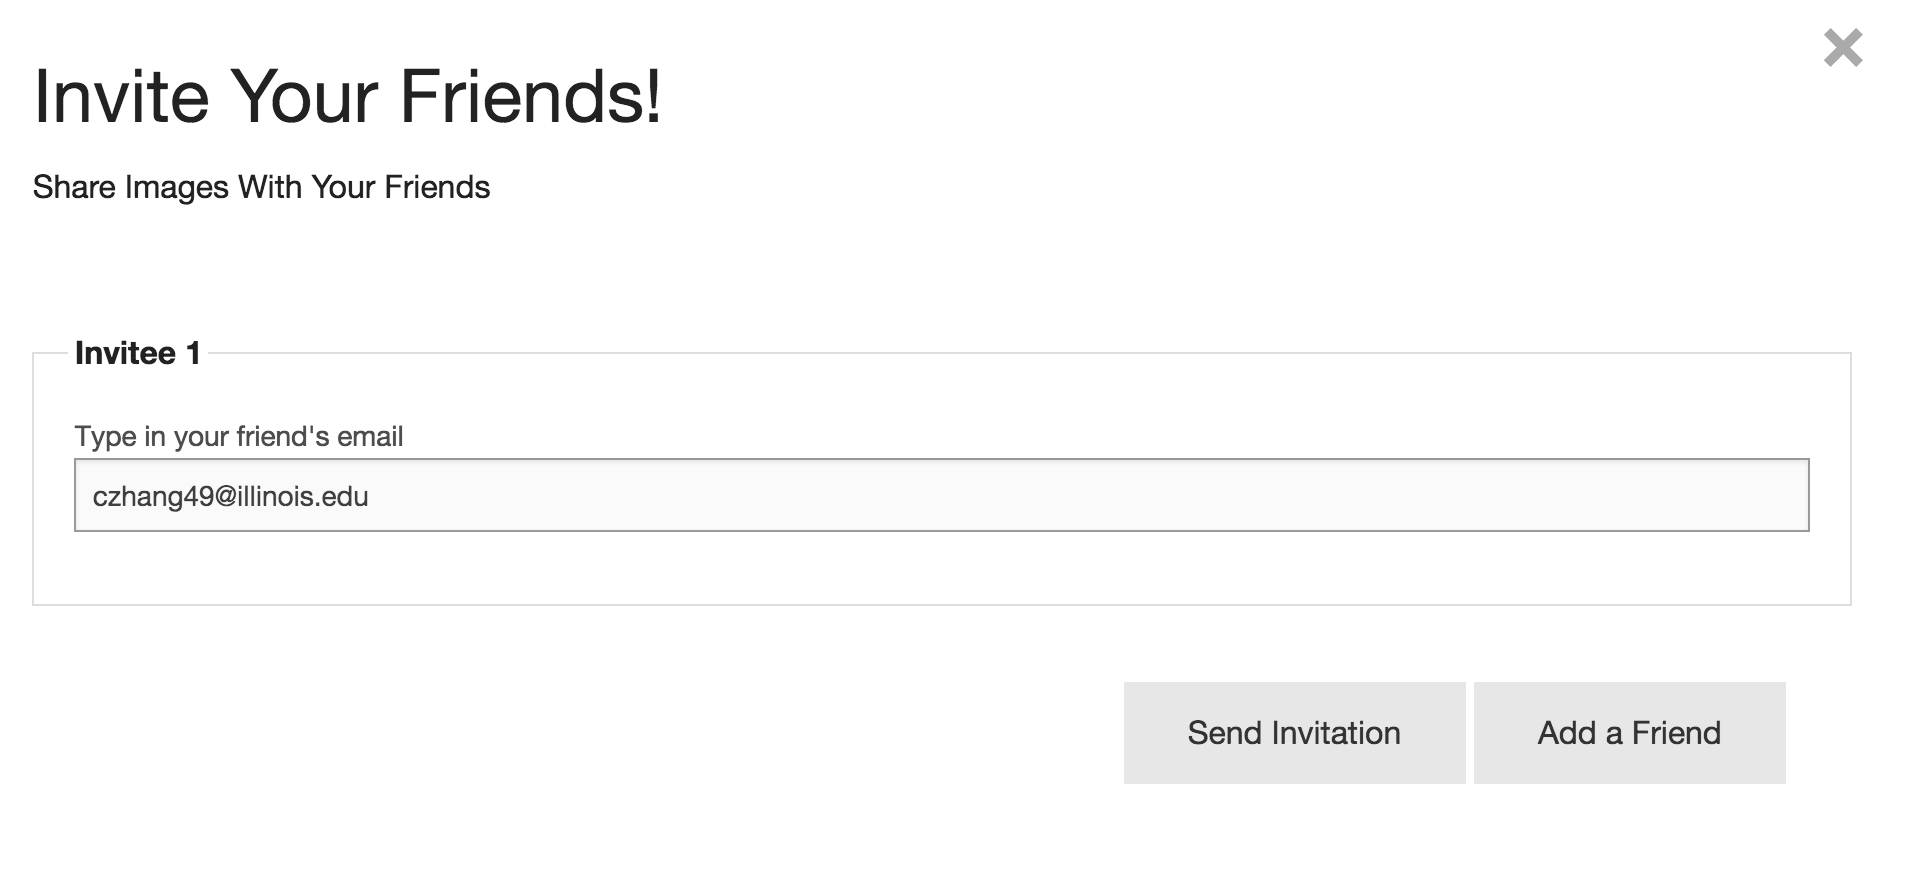 Invite Your Friends!
Share Images With Your Friends
Invitee 1
Type in your friend's email
czhang49@illinois.edu
Send Invitation
Add a Friend